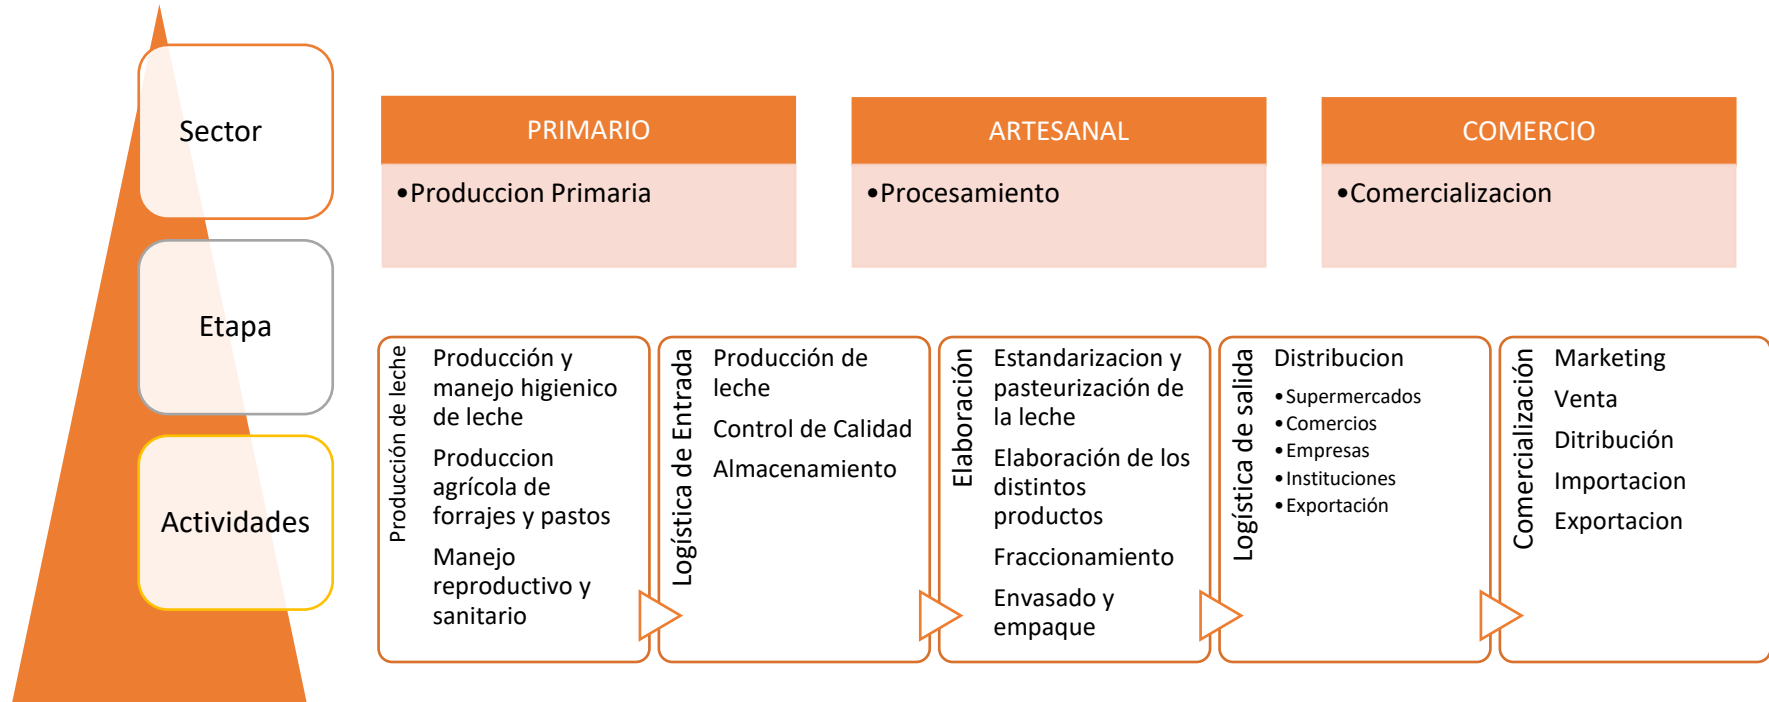 Sector
Etapa
Actividades
PRIMARIO
•Produccion Primaria
ARTESANAL
•Procesamiento
COMERCIO
•Comercializacion
Producción de leche
Producción y
manejo higienico
de leche
Produccion
agrícola de
forrajes y pastos
Manejo
reproductivo y
sanitario
Logística de Entrada
Producción de
leche
Control de Calidad
Almacenamiento
Elaboración
Estandarizacion y
pasteurización de
la leche
Elaboración de los
distintos
productos
Fraccionamiento
Envasado y
empaque
Logística de salida
Distribucion
•Supermercados
•Comercios
•Empresas
•Instituciones
•Exportación
Comercialización
Marketing
Venta
Ditribución
Importacion
Exportacion